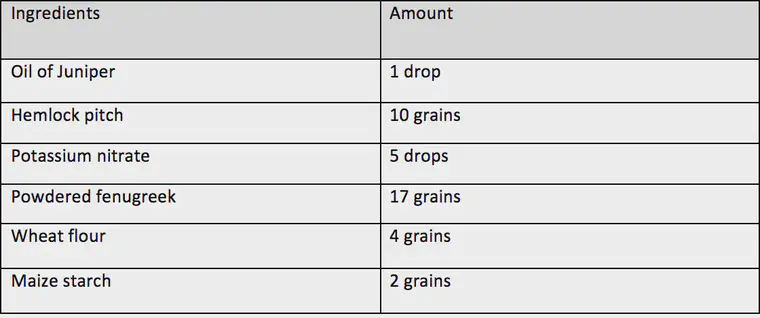 Ingredients Amount
Oil of Juniper 1 drop
Hemlock pitch 10 grains
Potassium nitrate 5 drops
Powdered fenugreek 17 grains
Wheat flour 4 grains
Maize starch 2 grains